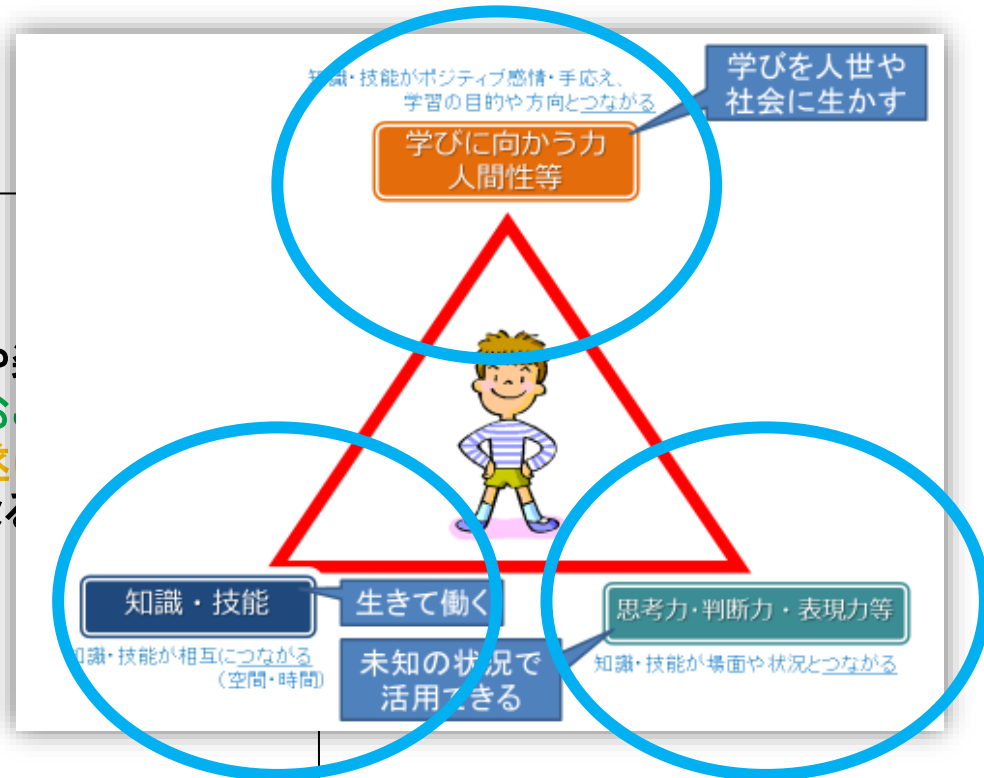 知識・技能がポジティブ感情・手応え、
学習の目的や方向とつながる
学びを人世や
社会に生かす
学びに向かう力
人間性等
知識・技能
生きて働く
思考力・判断力・表現力等
知識・技能が相互につながる
(空間・時間)
未知の状況で
活用できる
知識・技能が場面や状況とつながる